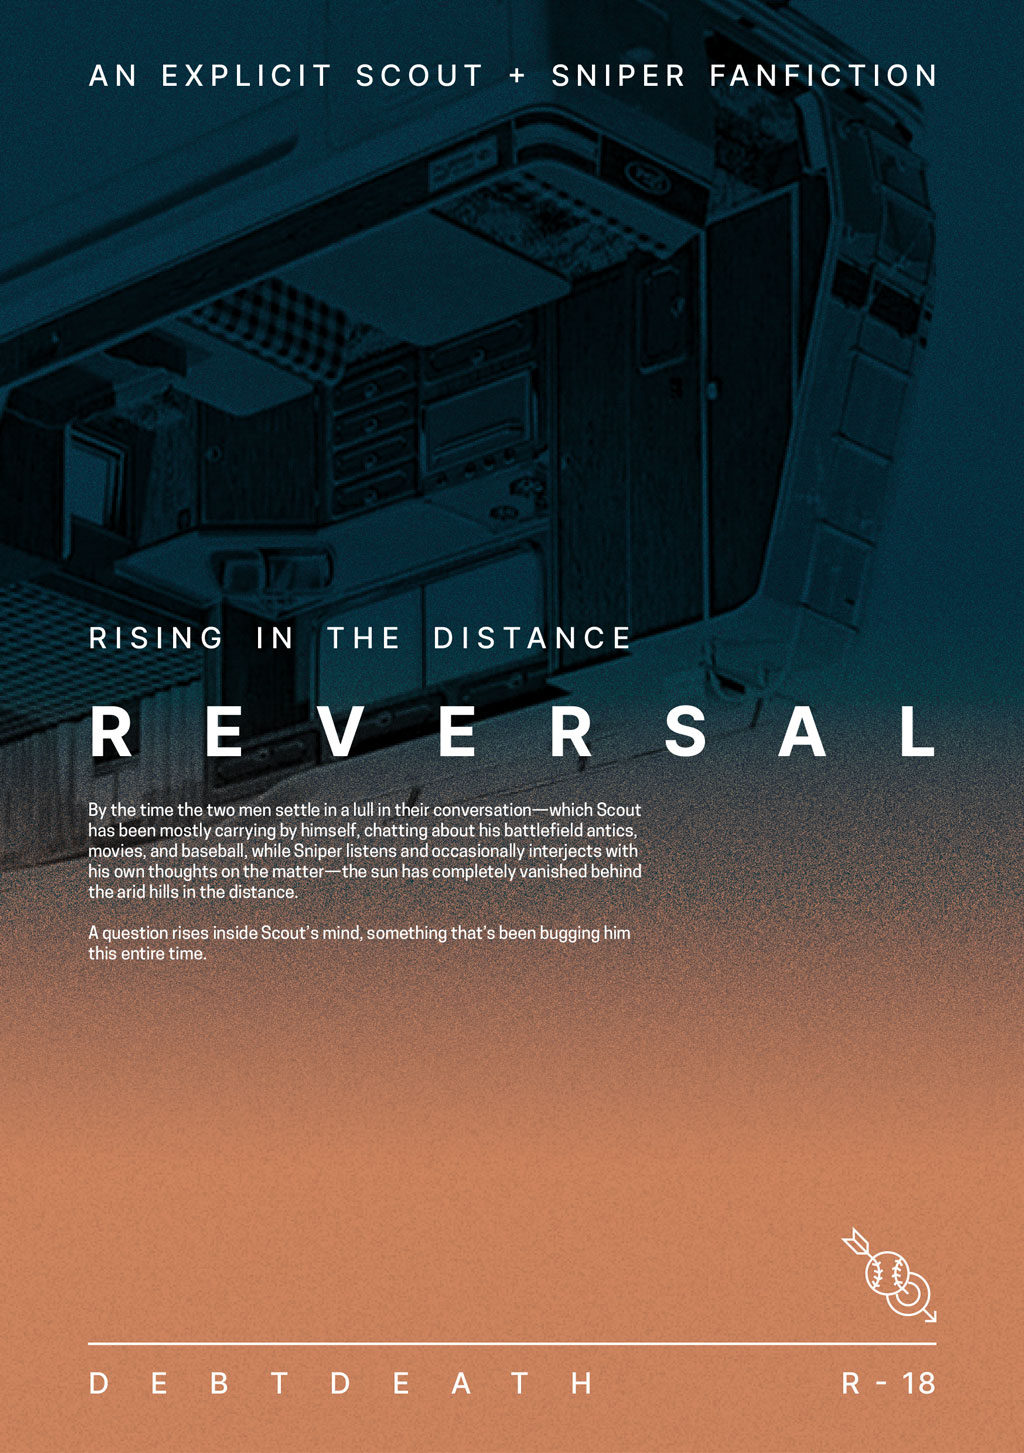 AN EXPLICIT SCOUT + SNIPER FANFICTION
RISING IN THE DISTANCE
REVERSAL
By the time the two men settle in a lull in their conversation—which Scout
has been mostly carrying by himself, chatting about his battlefield antics,
movies, and baseball, while Sniper listens and occasionally interjects with
his own thoughts on the matter—the sun has completely vanished behind
the arid hills in the distance.
A question rises inside Scout's mind, something that's been bugging him
this entire time.
DEBTDEATH
R - 18